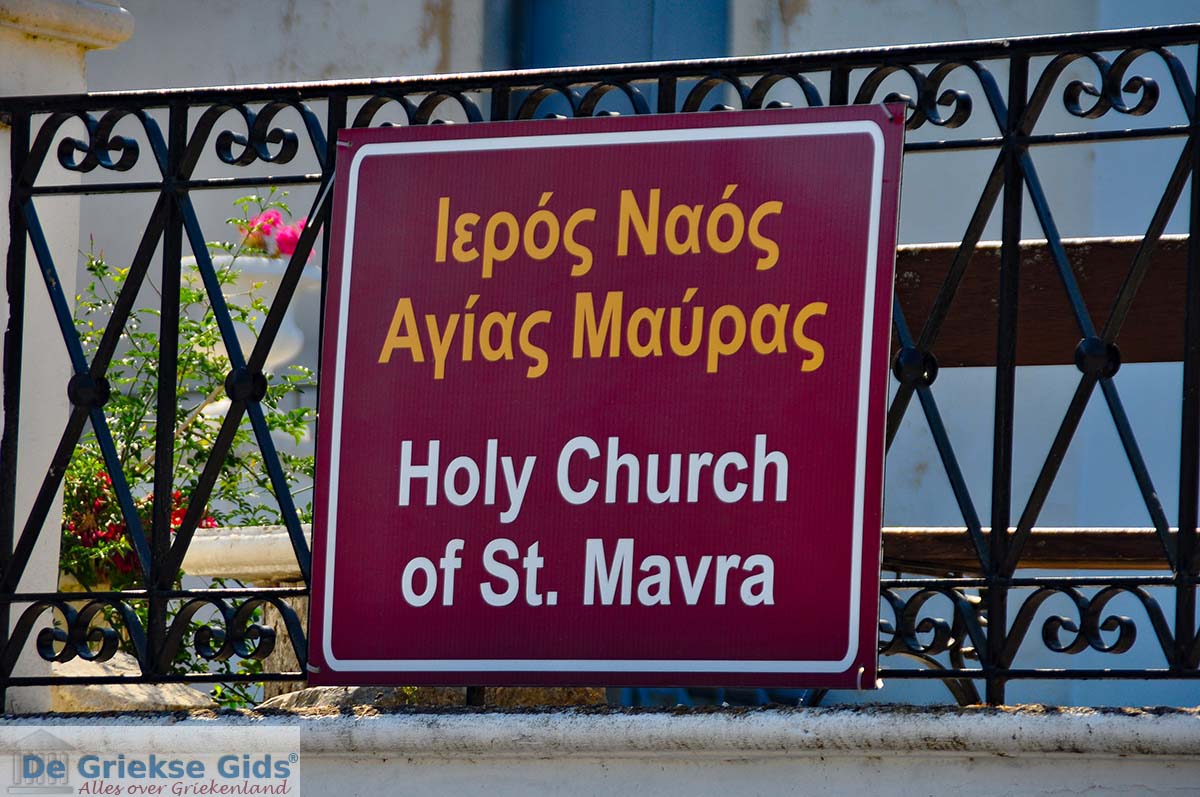 Ιερός Ναός
Αγίας Μαύρας
Holy Church
of St. Mavra
De Griekse Gids®
Alles over Griekenland